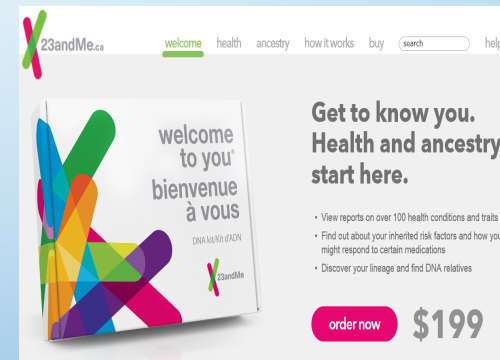 23andMe.ca
welcome health ancestry how it works buy search help
welcome
to you®
bienvenue
à vous
DNA kit/Kit d'ADN
23andMe
Get to know you.
Health and ancestry
start here.
• View reports on over 100 health conditions and traits
• Find out about your inherited risk factors and how you
might respond to certain medications
• Discover your lineage and find DNA relatives
order now $199